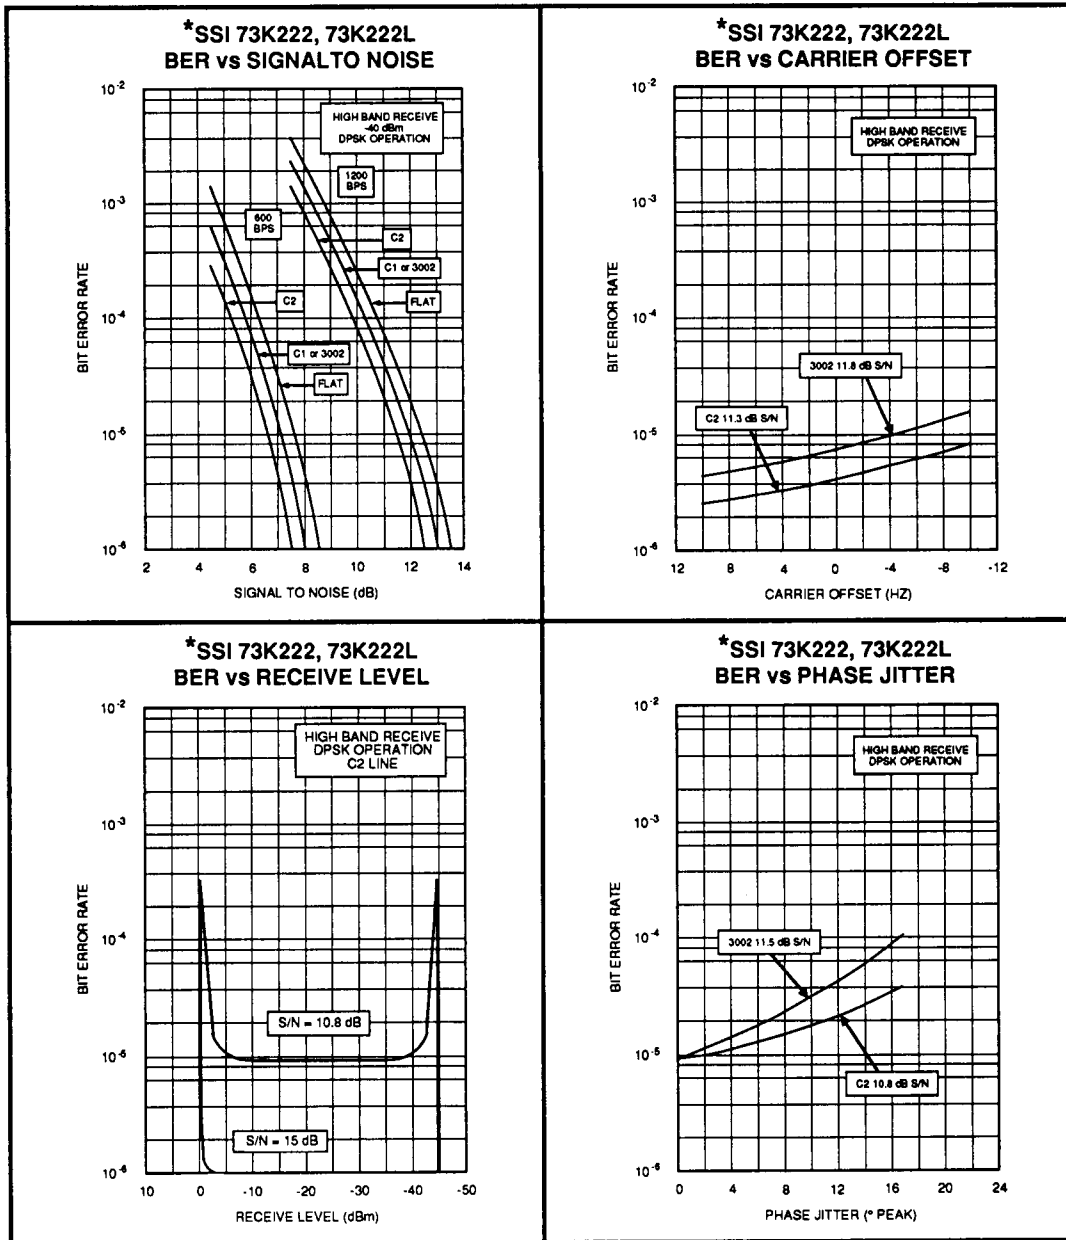 *SSI 73K222, 73K222L
BER vs SIGNALTO NOISE
10-2
10-3
10-4
10-5
10-6
BIT ERROR RATE
HIGH BAND RECEIVE
-40 dBm
DPSK OPERATION
1200
BPS
600
BPS
C2
C1 or 3002
FLAT
C2
C1 or 3002
FLAT
2 4 6 8 10 12 14
SIGNAL TO NOISE (dB)
*SSI 73K222, 73K222L
BER vs CARRIER OFFSET
10-2
10-3
10-4
10-5
10-6
BIT ERROR RATE
HIGH BAND RECEIVE
DPSK OPERATION
3002 11.8 dB S/N
C2 11.3 dB S/N
12 8 4 0 -4 -8 -12
CARRIER OFFSET (HZ)
*SSI 73K222, 73K222L
BER vs RECEIVE LEVEL
10-2
10-3
10-4
10-5
10-6
BIT ERROR RATE
HIGH BAND RECEIVE
DPSK OPERATION
C2 LINE
S/N = 10.8 dB
S/N = 15 dB
10 0 -10 -20 -30 -40 -50
RECEIVE LEVEL (dBm)
*SSI 73K222, 73K222L
BER vs PHASE JITTER
10-2
10-3
10-4
10-5
10-6
BIT ERROR RATE
HIGH BAND RECEIVE
DPSK OPERATION
3002 11.5 dB S/N
C2 10.8 dB S/N
0 4 8 12 16 20 24
PHASE JITTER (° PEAK)